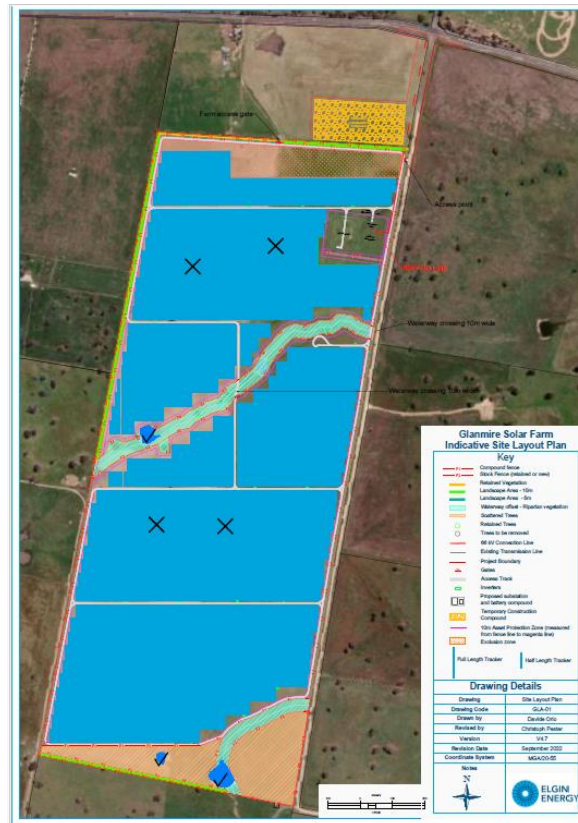 Farm access gate
Access point
Waterway crossing 10m wide
Waterway crossing 10m wide
Glanmire Solar Farm
Indicative Site Layout Plan
Key
Compound fence
Stock Fence (retained or new)
Retained Vegetation
Landscape Area - 10m
Landscape Area - 5m
Waterway offset - Riparian vegetation
Scattered Trees
Retained Trees
Trees to be removed
66 kV Connection Line
Existing Transmission Line
Project Boundary
Gates
Access Track
Inverters
Proposed substation
and battery compound
Temporary Construction
Compound
10m Asset Protection Zone (measured
from fence line to magenta line)
Exclusion zone
Full Length Tracker
Half Length Tracker
Drawing Details
Drawing Site Layout Plan
Drawing Code GLA-01
Drawn by Davide Orio
Revised by Christoph Pester
Version V4.7
Revision Date September 2022
Coordinate System MGA/20-55
Notes
N
ELGIN
ENERGY